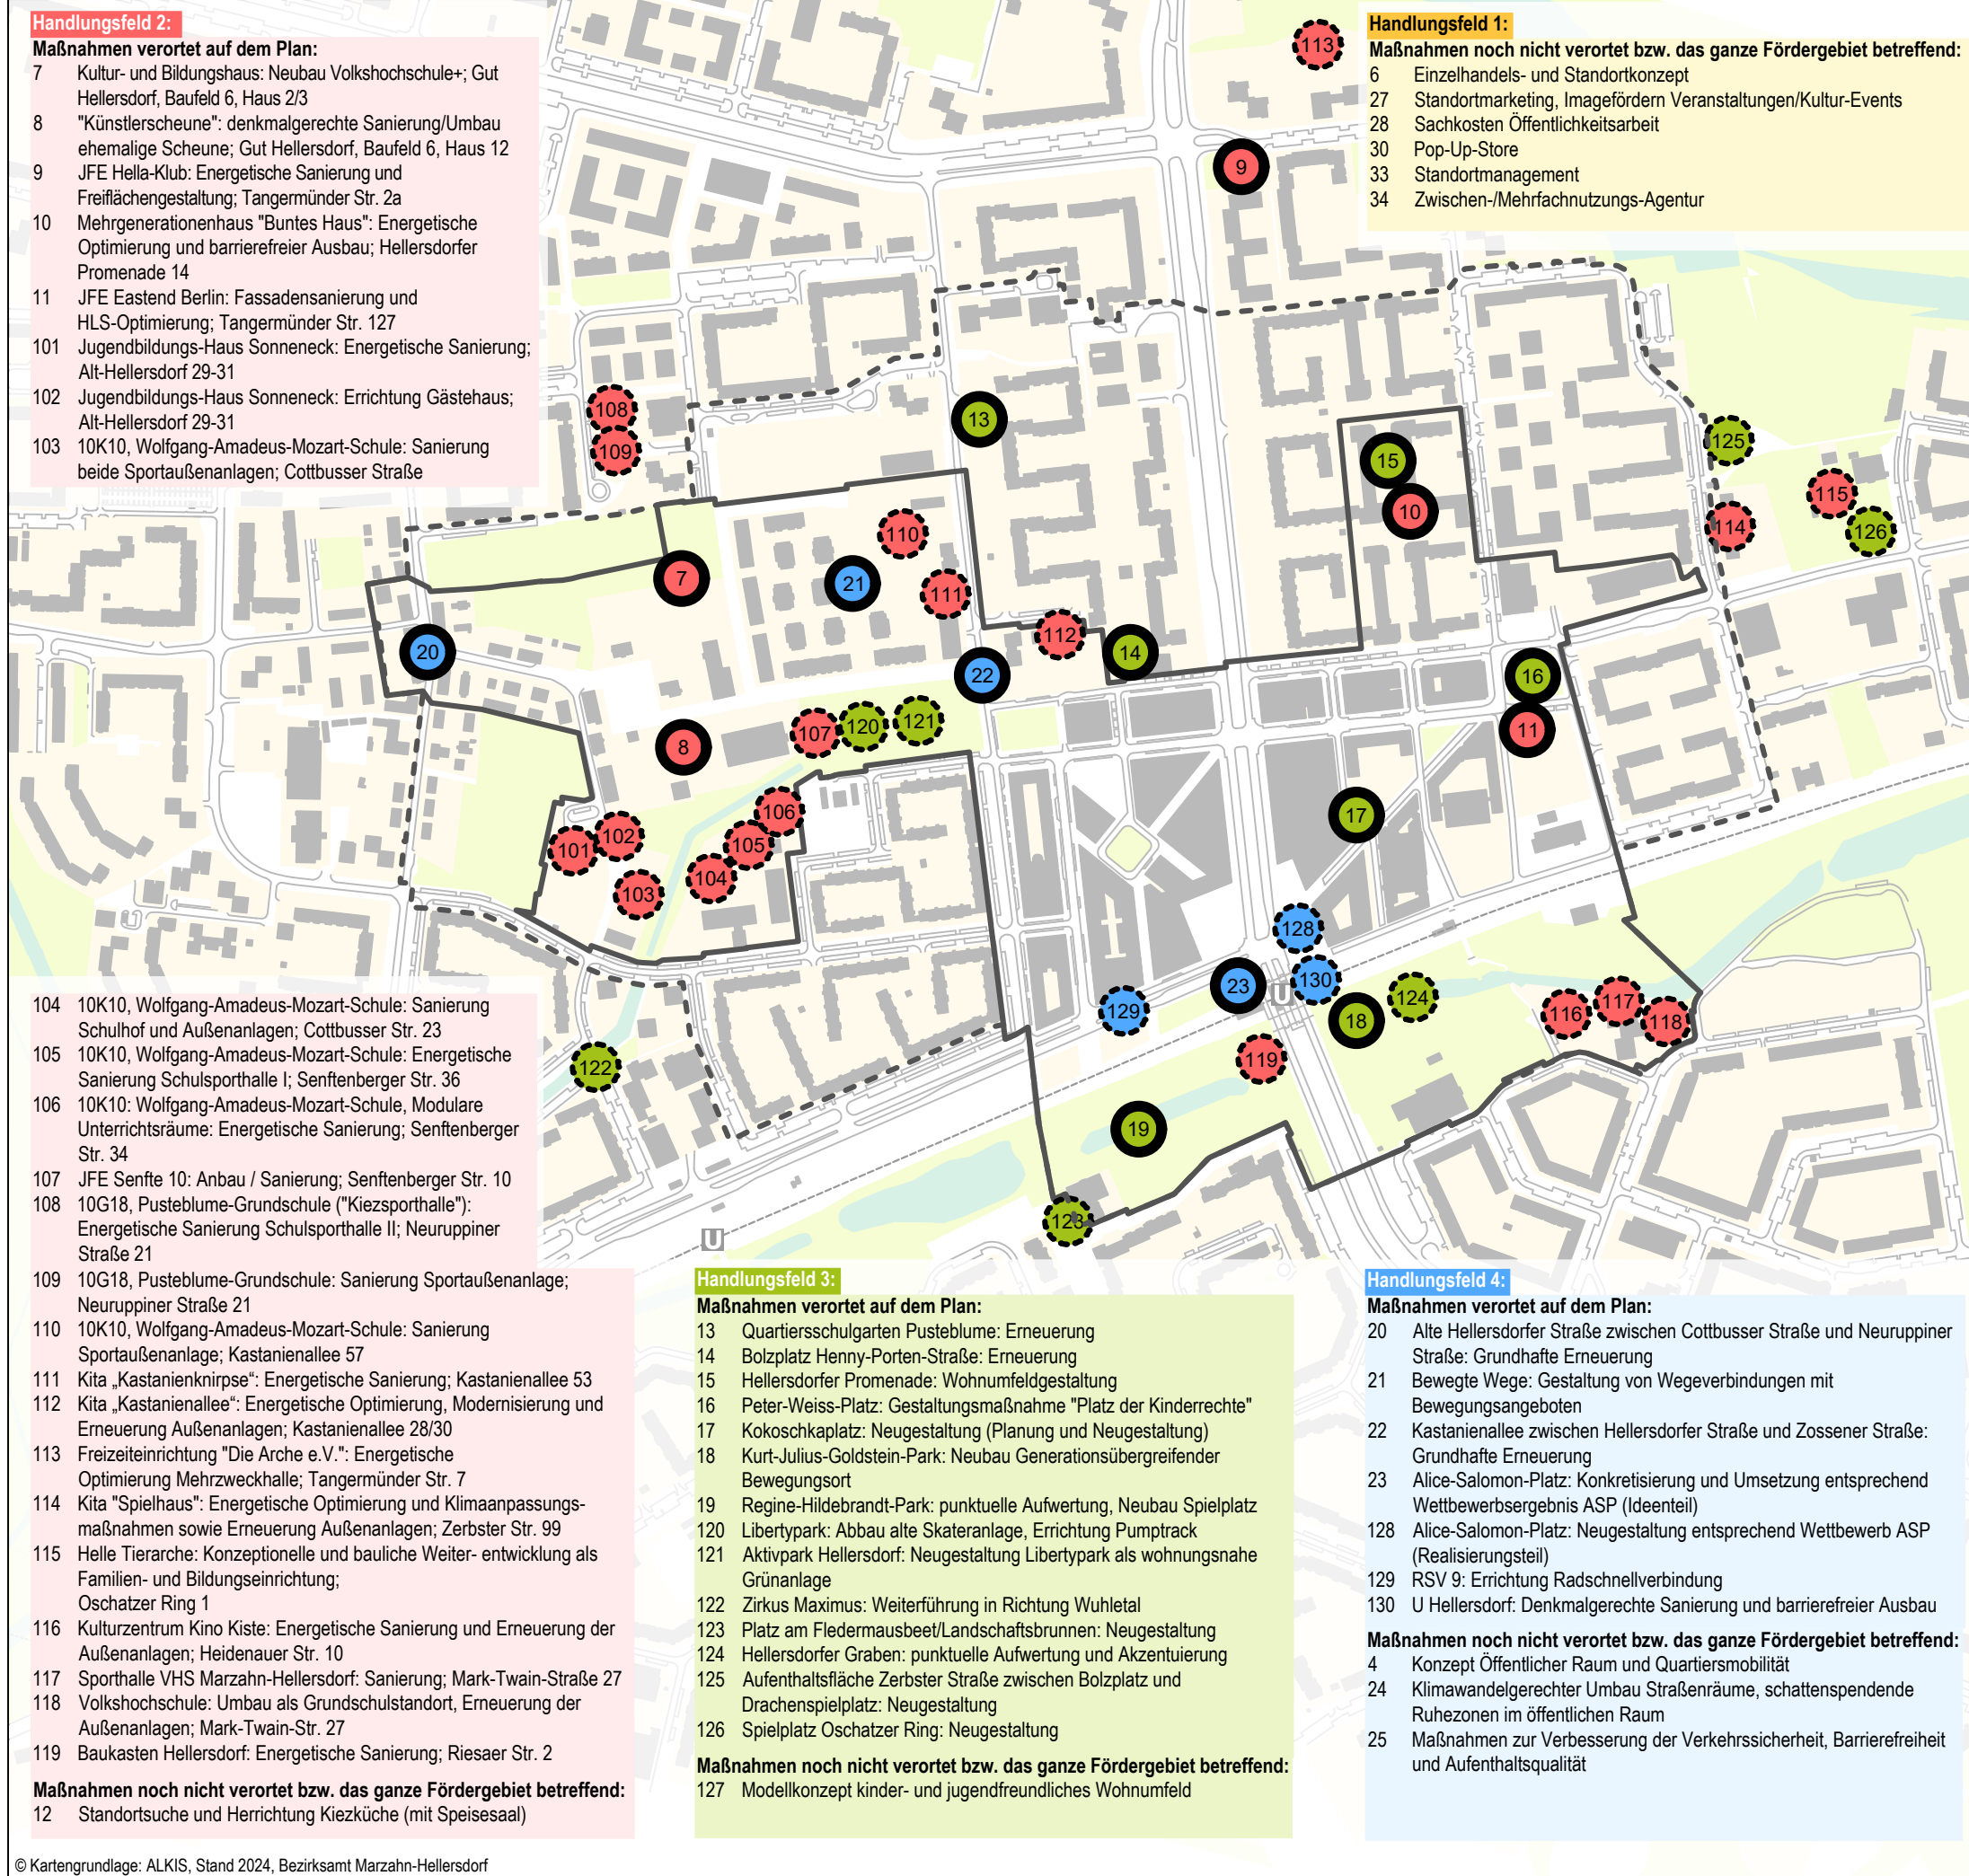 Handlungsfeld 2:
Maßnahmen verortet auf dem Plan:
7 Kultur- und Bildungshaus: Neubau Volkshochschule+; Gut
Hellersdorf, Baufeld 6, Haus 2/3
8 "Künstlerscheune": denkmalgerechte Sanierung/Umbau
ehemalige Scheune; Gut Hellersdorf, Baufeld 6, Haus 12
9 JFE Hella-Klub: Energetische Sanierung und
Freiflächengestaltung; Tangermünder Str. 2a
10 Mehrgenerationenhaus "Buntes Haus": Energetische
Optimierung und barrierefreier Ausbau; Hellersdorfer
Promenade 14
11 JFE Eastend Berlin: Fassadensanierung und
HLS-Optimierung; Tangermünder Str. 127
101 Jugendbildungs-Haus Sonneneck: Energetische Sanierung;
Alt-Hellersdorf 29-31
102 Jugendbildungs-Haus Sonneneck: Errichtung Gästehaus;
Alt-Hellersdorf 29-31
103 10K10, Wolfgang-Amadeus-Mozart-Schule: Sanierung
beide Sportaußenanlagen; Cottbusser Straße
Handlungsfeld 1:
Maßnahmen noch nicht verortet bzw. das ganze Fördergebiet betreffend:
6 Einzelhandels- und Standortkonzept
27 Standortmarketing, Imagefördern Veranstaltungen/Kultur-Events
28 Sachkosten Öffentlichkeitsarbeit
30 Pop-Up-Store
33 Standortmanagement
34 Zwischen-/Mehrfachnutzungs-Agentur
113
9
108
13
125
109
15
115
10
114
126
110
7
21
111
112
20
14
22
16
121
120
107
11
8
106
17
102
105
101
104
103
128
130
23
U
124
117
129
116
18
118
119
122
19
123
U
104 10K10, Wolfgang-Amadeus-Mozart-Schule: Sanierung
Schulhof und Außenanlagen; Cottbusser Str. 23
105 10K10, Wolfgang-Amadeus-Mozart-Schule: Energetische
Sanierung Schulsporthalle I; Senftenberger Str. 36
106 10K10: Wolfgang-Amadeus-Mozart-Schule, Modulare
Unterrichtsräume: Energetische Sanierung; Senftenberger
Str. 34
107 JFE Senfte 10: Anbau / Sanierung; Senftenberger Str. 10
108 10G18, Pusteblume-Grundschule ("Kiezsporthalle"):
Energetische Sanierung Schulsporthalle II; Neuruppiner
Straße 21
109 10G18, Pusteblume-Grundschule: Sanierung Sportaußenanlage;
Neuruppiner Straße 21
110 10K10, Wolfgang-Amadeus-Mozart-Schule: Sanierung
Sportaußenanlage; Kastanienallee 57
111 Kita „Kastanienknirpse“: Energetische Sanierung; Kastanienallee 53
112 Kita „Kastanienallee“: Energetische Optimierung, Modernisierung und
Erneuerung Außenanlagen; Kastanienallee 28/30
113 Freizeiteinrichtung "Die Arche e.V.": Energetische
Optimierung Mehrzweckhalle; Tangermünder Str. 7
114 Kita "Spielhaus": Energetische Optimierung und Klimaanpassungs-
maßnahmen sowie Erneuerung Außenanlagen; Zerbster Str. 99
115 Helle Tierarche: Konzeptionelle und bauliche Weiter- entwicklung als
Familien- und Bildungseinrichtung;
Oschatzer Ring 1
116 Kulturzentrum Kino Kiste: Energetische Sanierung und Erneuerung der
Außenanlagen; Heidenauer Str. 10
117 Sporthalle VHS Marzahn-Hellersdorf: Sanierung; Mark-Twain-Straße 27
118 Volkshochschule: Umbau als Grundschulstandort, Erneuerung der
Außenanlagen; Mark-Twain-Str. 27
119 Baukasten Hellersdorf: Energetische Sanierung; Riesaer Str. 2
Maßnahmen noch nicht verortet bzw. das ganze Fördergebiet betreffend:
12 Standortsuche und Herrichtung Kiezküche (mit Speisesaal)
Handlungsfeld 3:
Maßnahmen verortet auf dem Plan:
13 Quartiersschulgarten Pusteblume: Erneuerung
14 Bolzplatz Henny-Porten-Straße: Erneuerung
15 Hellersdorfer Promenade: Wohnumfeldgestaltung
16 Peter-Weiss-Platz: Gestaltungsmaßnahme "Platz der Kinderrechte"
17 Kokoschkaplatz: Neugestaltung (Planung und Neugestaltung)
18 Kurt-Julius-Goldstein-Park: Neubau Generationsübergreifender
Bewegungsort
19 Regine-Hildebrandt-Park: punktuelle Aufwertung, Neubau Spielplatz
120 Libertypark: Abbau alte Skateranlage, Errichtung Pumptrack
121 Aktivpark Hellersdorf: Neugestaltung Libertypark als wohnungsnahe
Grünanlage
122 Zirkus Maximus: Weiterführung in Richtung Wuhletal
123 Platz am Fledermausbeet/Landschaftsbrunnen: Neugestaltung
124 Hellersdorfer Graben: punktuelle Aufwertung und Akzentuierung
125 Aufenthaltsfläche Zerbster Straße zwischen Bolzplatz und
Drachenspielplatz: Neugestaltung
126 Spielplatz Oschatzer Ring: Neugestaltung
Maßnahmen noch nicht verortet bzw. das ganze Fördergebiet betreffend:
127 Modellkonzept kinder- und jugendfreundliches Wohnumfeld
Handlungsfeld 4:
Maßnahmen verortet auf dem Plan:
20 Alte Hellersdorfer Straße zwischen Cottbusser Straße und Neuruppiner
Straße: Grundhafte Erneuerung
21 Bewegte Wege: Gestaltung von Wegeverbindungen mit
Bewegungsangeboten
22 Kastanienallee zwischen Hellersdorfer Straße und Zossener Straße:
Grundhafte Erneuerung
23 Alice-Salomon-Platz: Konkretisierung und Umsetzung entsprechend
Wettbewerbsergebnis ASP (Ideenteil)
128 Alice-Salomon-Platz: Neugestaltung entsprechend Wettbewerb ASP
(Realisierungsteil)
129 RSV 9: Errichtung Radschnellverbindung
130 U Hellersdorf: Denkmalgerechte Sanierung und barrierefreier Ausbau
Maßnahmen noch nicht verortet bzw. das ganze Fördergebiet betreffend:
4 Konzept Öffentlicher Raum und Quartiersmobilität
24 Klimawandelgerechter Umbau Straßenräume, schattenspendende
Ruhezonen im öffentlichen Raum
25 Maßnahmen zur Verbesserung der Verkehrssicherheit, Barrierefreiheit
und Aufenthaltsqualität
© Kartengrundlage: ALKIS, Stand 2024, Bezirksamt Marzahn-Hellersdorf